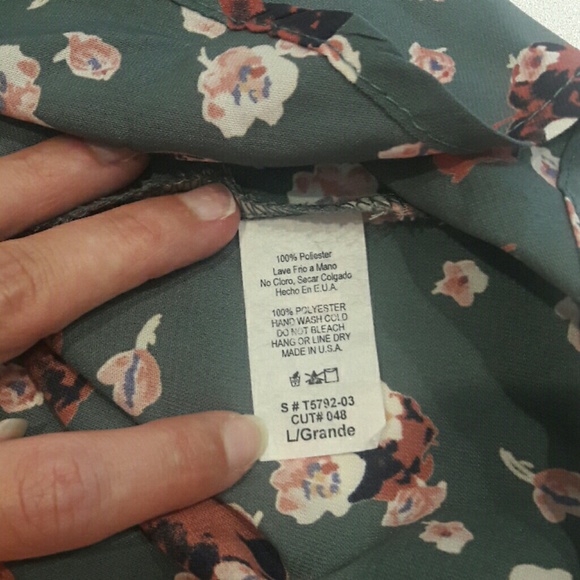 100% Poliester
Lave Frio a Mano
No Cloro, Secar Colgado
Hecho En E.U.A.
100% POLYESTER
HAND WASH COLD
DO NOT BLEACH
HANG OR LINE DRY
MADE IN U.S.A.
S # T5792-03
CUT# 048
L/Grande